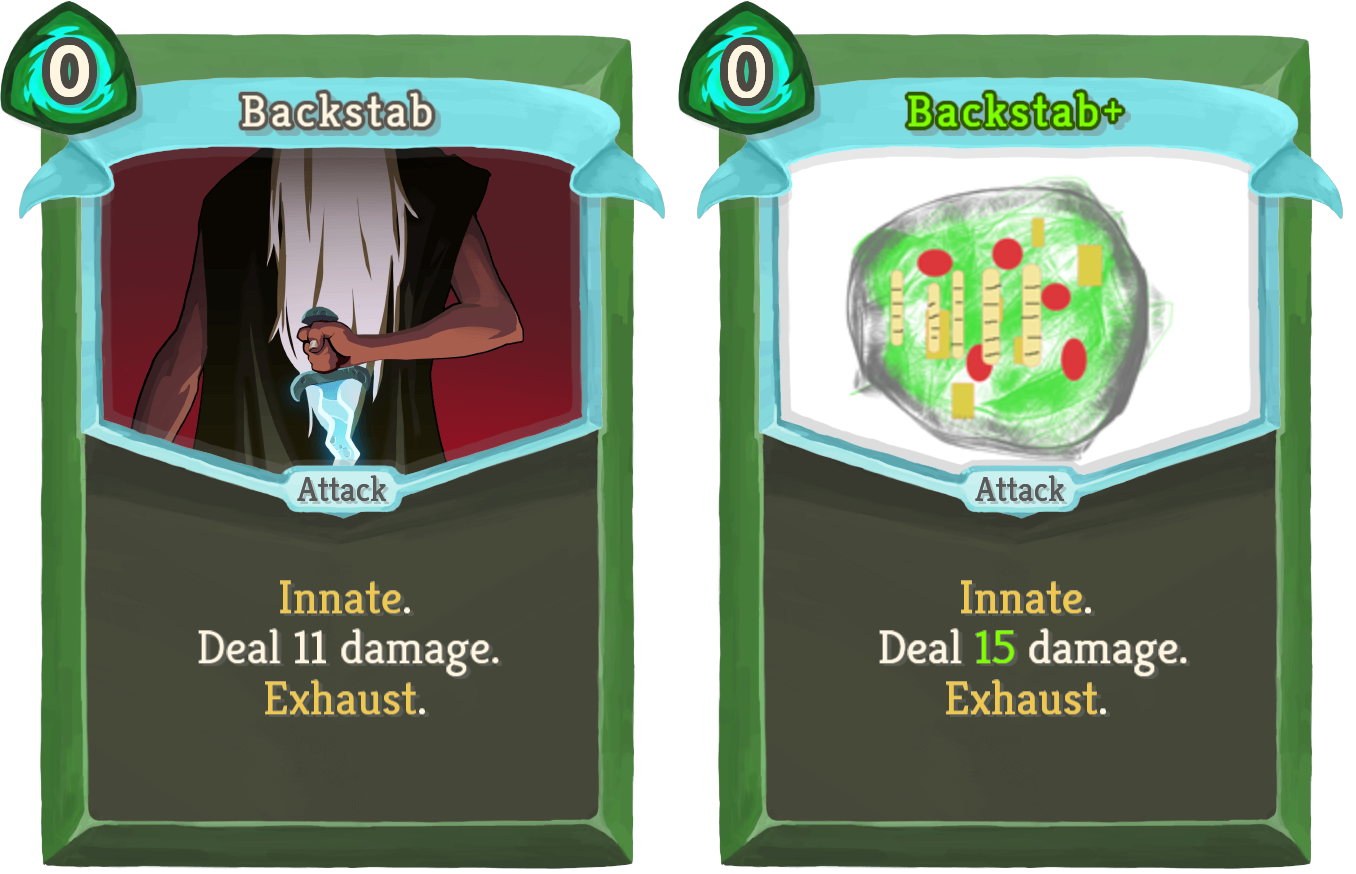 0
Backstab
Attack
Innate.
Deal 11 damage.
Exhaust.
0
Backstab+
Attack
Innate.
Deal 15 damage.
Exhaust.